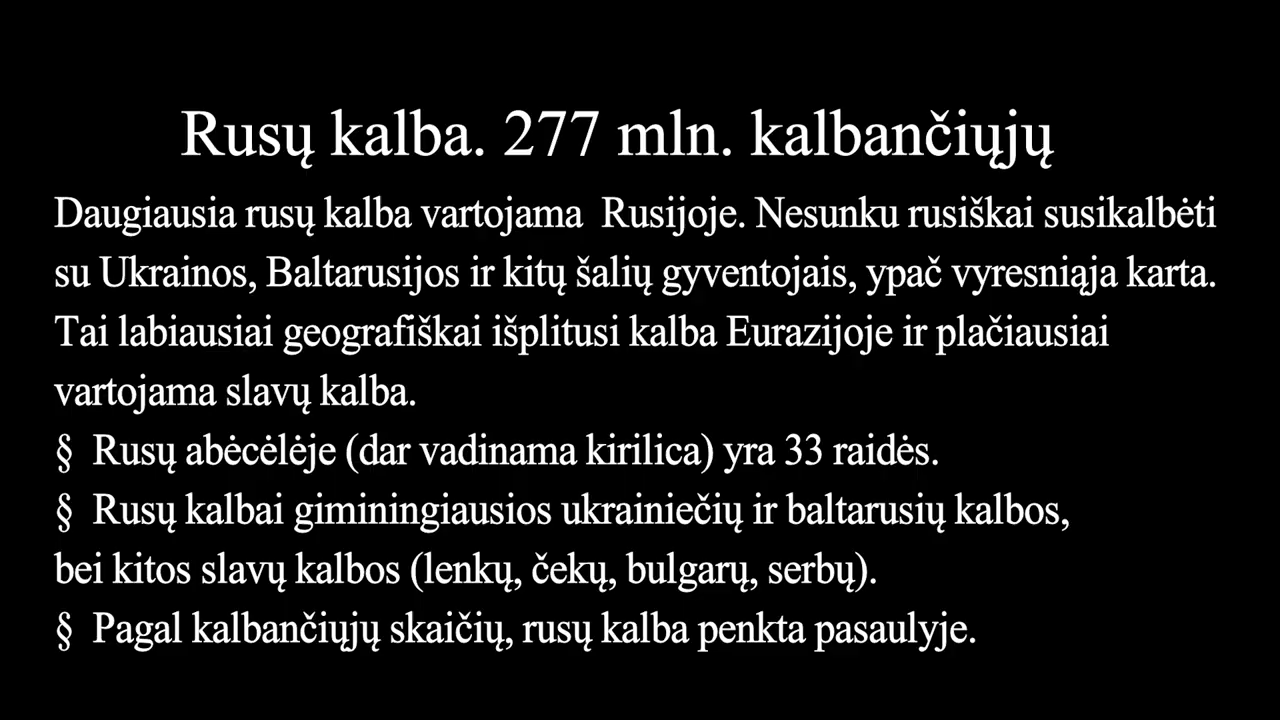 Rusų kalba. 277 mln. kalbančiųjų
Daugiausia rusų kalba vartojama  Rusijoje. Nesunku rusiškai susikalbėti
su Ukrainos, Baltarusijos ir kitų šalių gyventojais, ypač vyresniąja karta.
Tai labiausiai geografiškai išplitusi kalba Eurazijoje ir plačiausiai
vartojama slavų kalba.
§  Rusų abėcėlėje (dar vadinama kirilica) yra 33 raidės.
§  Rusų kalbai giminingiausios ukrainiečių ir baltarusių kalbos,
bei kitos slavų kalbos (lenkų, čekų, bulgarų, serbų).
§  Pagal kalbančiųjų skaičių, rusų kalba penkta pasaulyje.